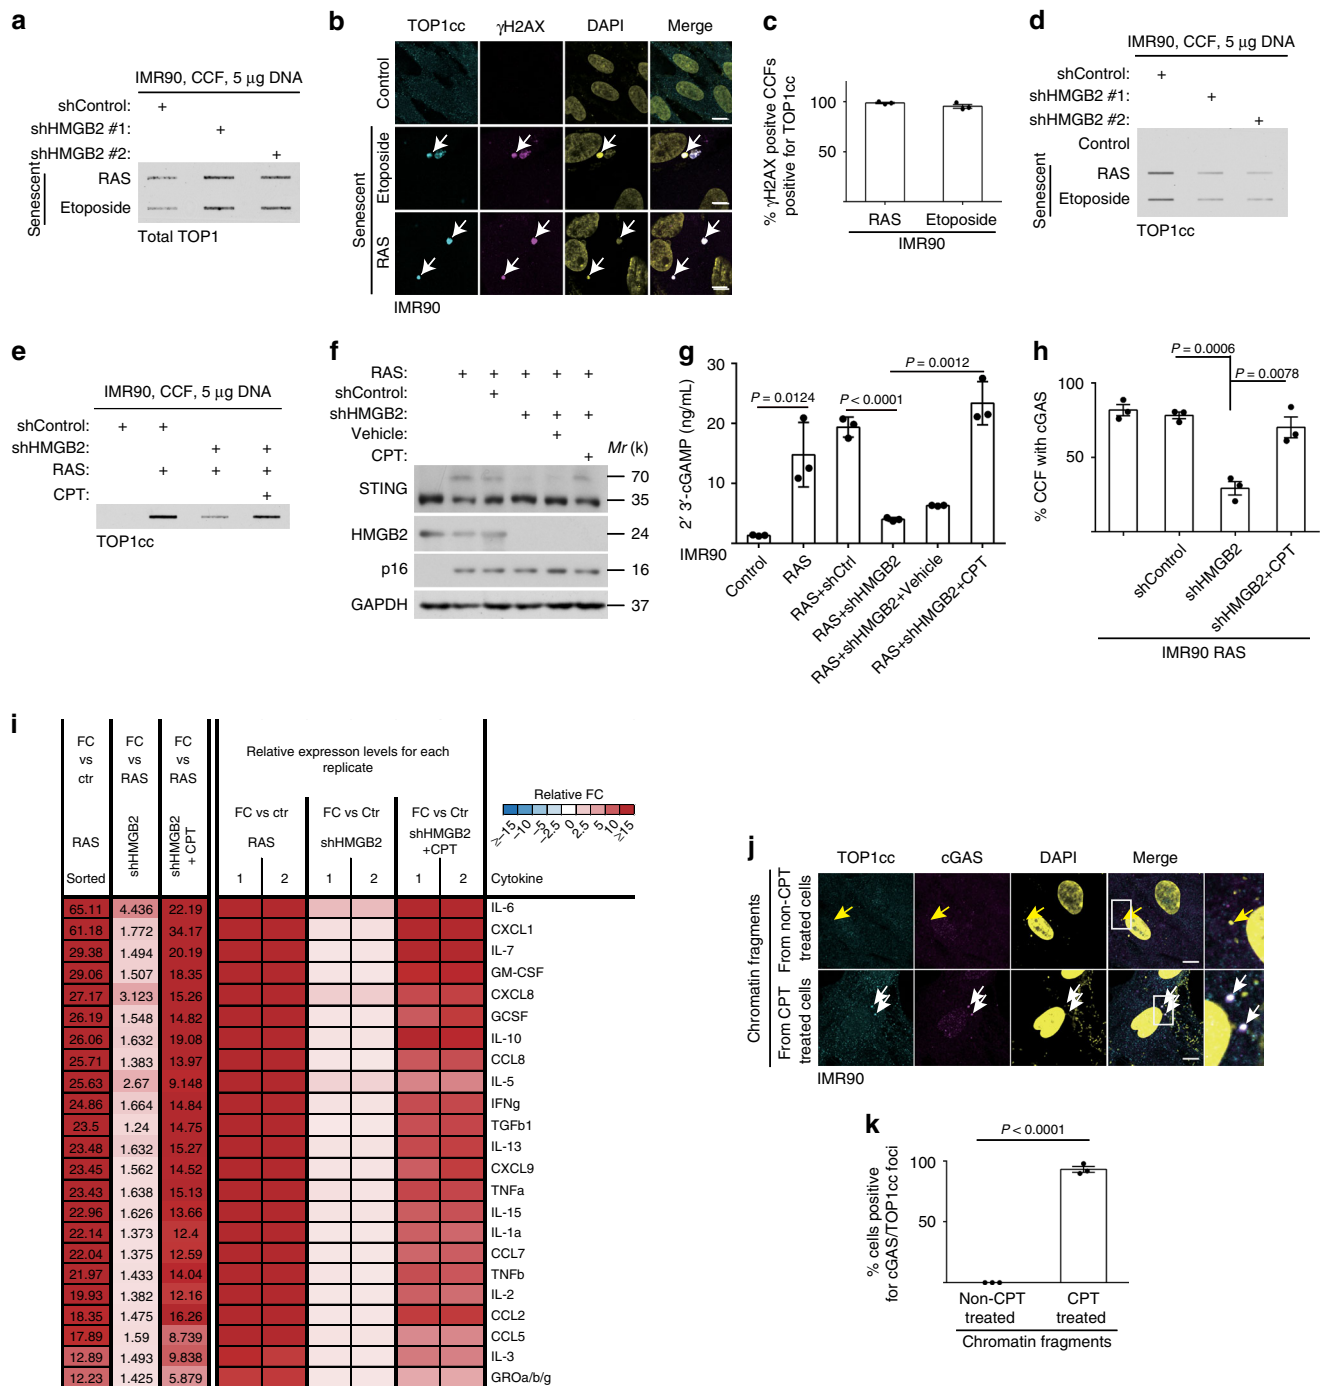 a
IMR90, CCF, 5 μg DNA
shControl: +
shHMGB2 #1: +
shHMGB2 #2: +
Senescent
RAS
Etoposide
Total TOP1
b
TOP1cc γH2AX DAPI Merge
Control
Senescent
Etoposide
RAS
IMR90
c
% γH2AX positive CCFs
positive for TOP1cc
100
50
RAS Etoposide
IMR90
d
IMR90, CCF, 5 μg DNA
shControl: +
shHMGB2 #1: +
shHMGB2 #2: +
Control
Senescent
RAS
Etoposide
TOP1cc
e
IMR90, CCF, 5 μg DNA
shControl: + +
shHMGB2: + +
RAS: + + +
CPT: +
TOP1cc
f
RAS: + + + + +
shControl: +
shHMGB2: + + +
Vehicle: +
CPT: +
Mr (k)
STING
70
35
HMGB2 24
p16 16
GAPDH 37
g
2′ 3′-cGAMP (ng/mL)
30
20
10
P = 0.0012
P = 0.0124
P < 0.0001
IMR90
Control
RAS
RAS+shCtrl
RAS+shHMGB2
RAS+shHMGB2+Vehicle
RAS+shHMGB2+CPT
h
% CCF with cGAS
100
50
P = 0.0006
P = 0.0078
shControl
shHMGB2
shHMGB2+CPT
IMR90 RAS
i
FC vs ctr
RAS
Sorted
FC vs RAS
shHMGB2
FC vs RAS
shHMGB2 + CPT
Relative expresson levels for each
replicate
FC vs ctr FC vs Ctr FC vs Ctr
RAS shHMGB2 shHMGB2 +CPT
1 2 1 2 1 2 Cytokine
Relative FC
≥−15 −10 −5 −2.5 0 2.5 5 10 ≥15
65.11 4.436 22.19 IL-6
61.18 1.772 34.17 CXCL1
29.38 1.494 20.19 IL-7
29.06 1.507 18.35 GM-CSF
27.17 3.123 15.26 CXCL8
26.19 1.548 14.82 GCSF
26.06 1.632 19.08 IL-10
25.71 1.383 13.97 CCL8
25.63 2.67 9.148 IL-5
24.86 1.664 14.84 IFNg
23.5 1.24 14.75 TGFb1
23.48 1.632 15.27 IL-13
23.45 1.562 14.52 CXCL9
23.43 1.638 15.13 TNFa
22.96 1.626 13.66 IL-15
22.14 1.373 12.4 IL-1a
22.04 1.375 12.59 CCL7
21.97 1.433 14.04 TNFb
19.93 1.382 12.16 IL-2
18.35 1.475 16.26 CCL2
17.89 1.59 8.739 CCL5
12.89 1.493 9.838 IL-3
12.23 1.425 5.879 GROa/b/g
j
TOP1cc cGAS DAPI Merge
Chromatin fragments
From non-CPT
treated cells
From CPT
treated cells
IMR90
k
P < 0.0001
% cells positive
for cGAS/TOP1cc foci
100
50
Non-CPT
treated
CPT
treated
Chromatin fragments